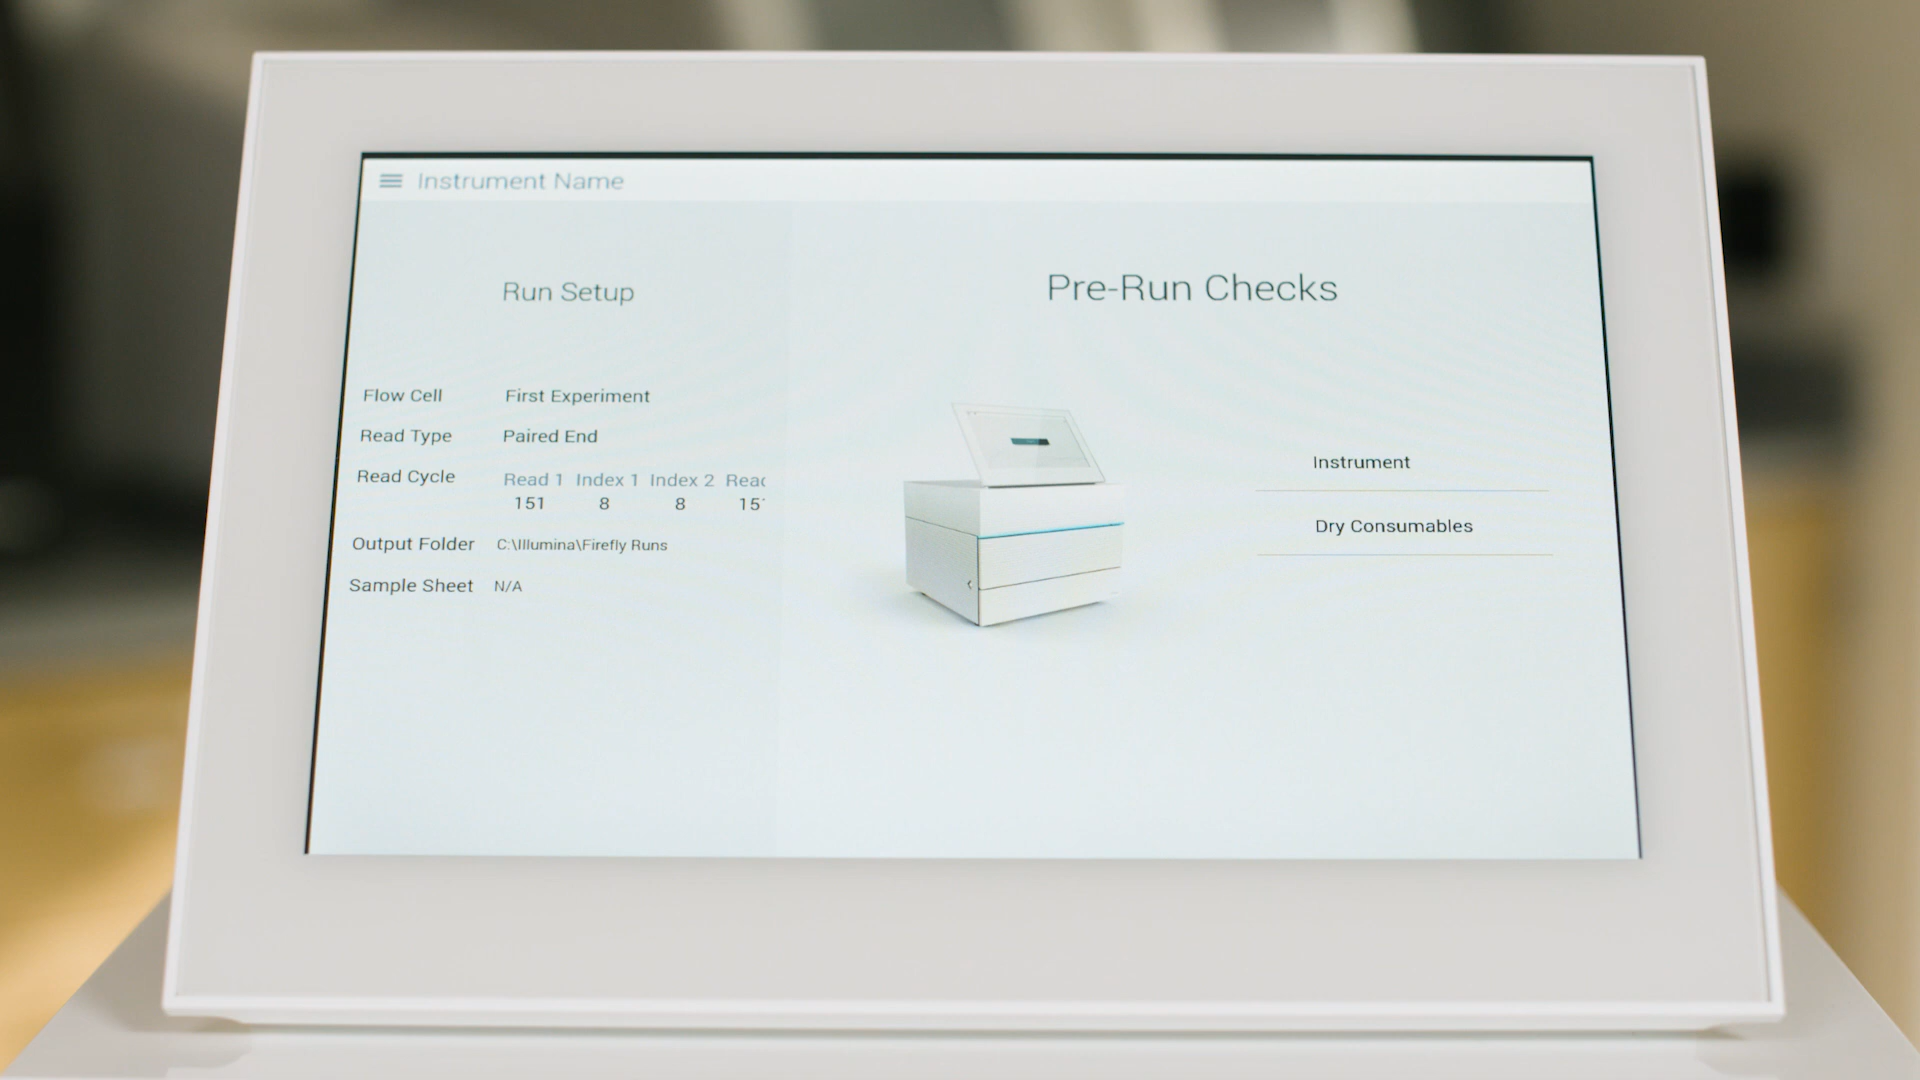 Instrument Name
Run Setup
Flow Cell First Experiment
Read Type Paired End
Read Cycle Read 1 Index 1 Index 2
151 8 8
Output Folder C:\Illumina\Firefly Runs
Sample Sheet N/A
Pre-Run Checks
Instrument
Dry Consumables